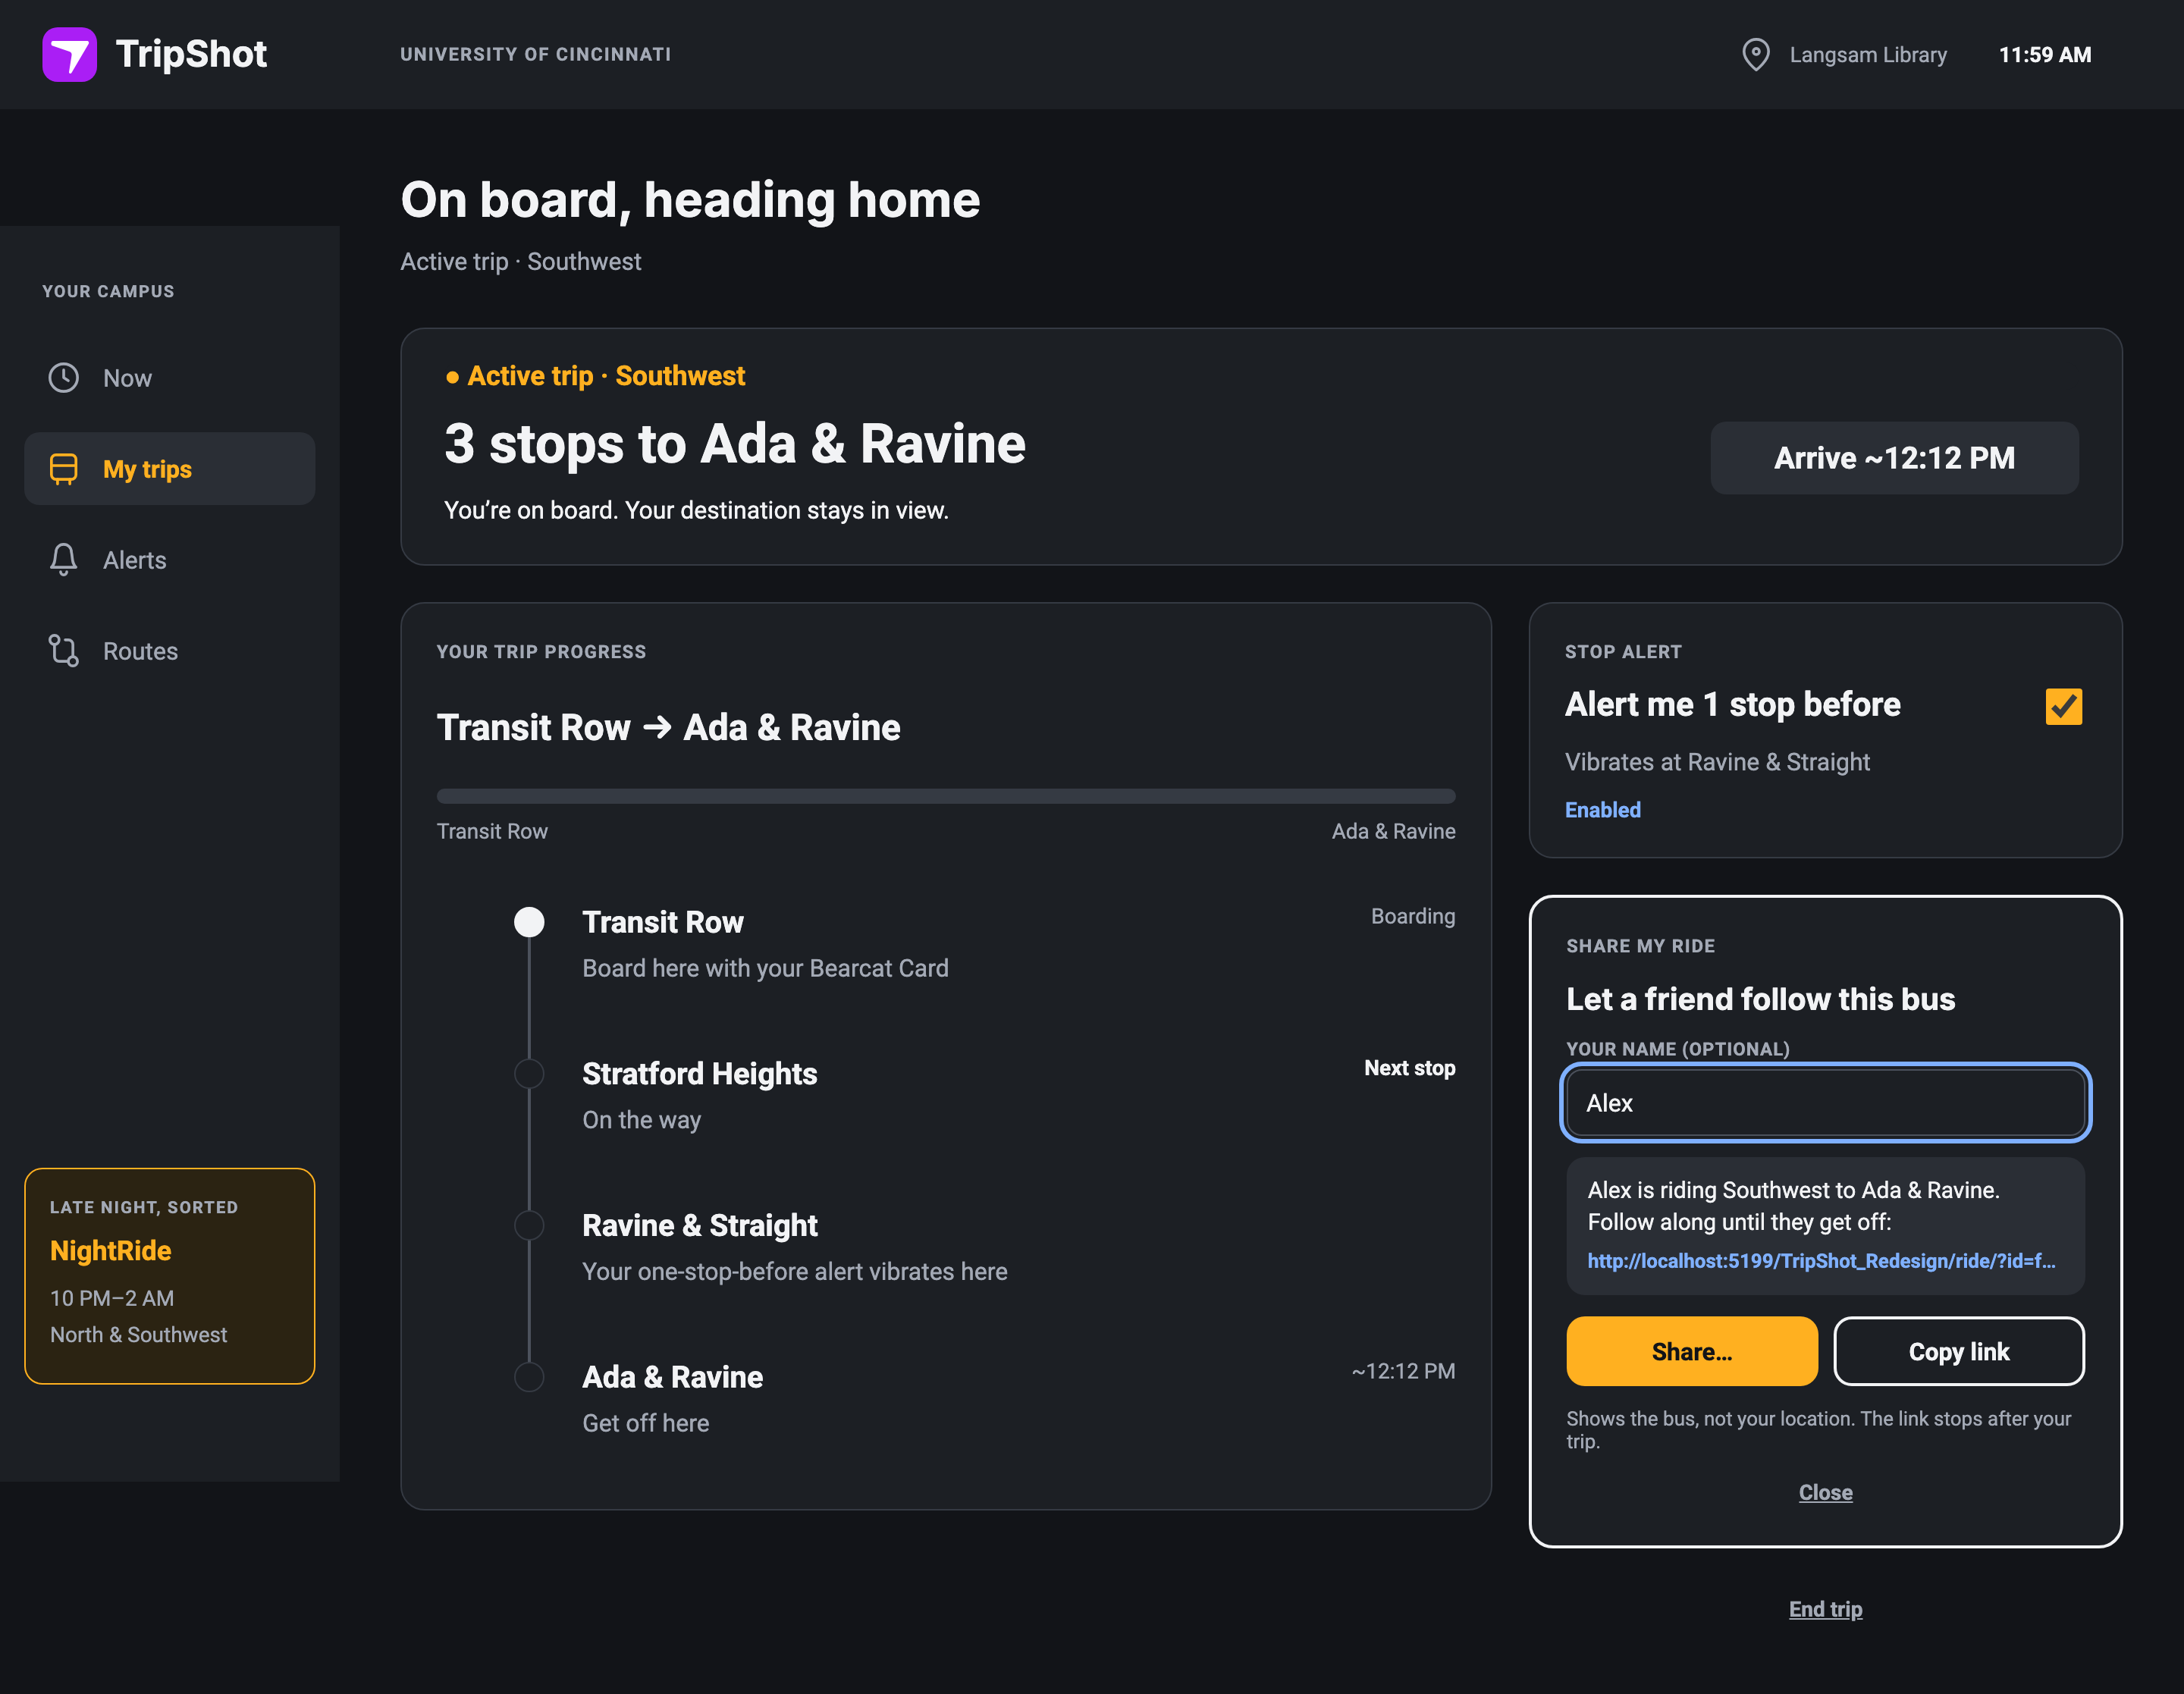 TripShot
UNIVERSITY OF CINCINNATI
Langsam Library
11:59 AM
On board, heading home
Active trip · Southwest
YOUR CAMPUS
Now
My trips
Alerts
Routes
LATE NIGHT, SORTED
NightRide
10 PM–2 AM
North & Southwest
Active trip · Southwest
3 stops to Ada & Ravine
You’re on board. Your destination stays in view.
Arrive ~12:12 PM
YOUR TRIP PROGRESS
Transit Row → Ada & Ravine
Transit Row
Ada & Ravine
Transit Row
Boarding
Board here with your Bearcat Card
Stratford Heights
Next stop
On the way
Ravine & Straight
Your one-stop-before alert vibrates here
Ada & Ravine
~12:12 PM
Get off here
STOP ALERT
Alert me 1 stop before
Vibrates at Ravine & Straight
Enabled
SHARE MY RIDE
Let a friend follow this bus
YOUR NAME (OPTIONAL)
Alex
Alex is riding Southwest to Ada & Ravine.
Follow along until they get off:
http://localhost:5199/TripShot_Redesign/ride/?id=f…
Share…
Copy link
Shows the bus, not your location. The link stops after your
trip.
Close
End trip